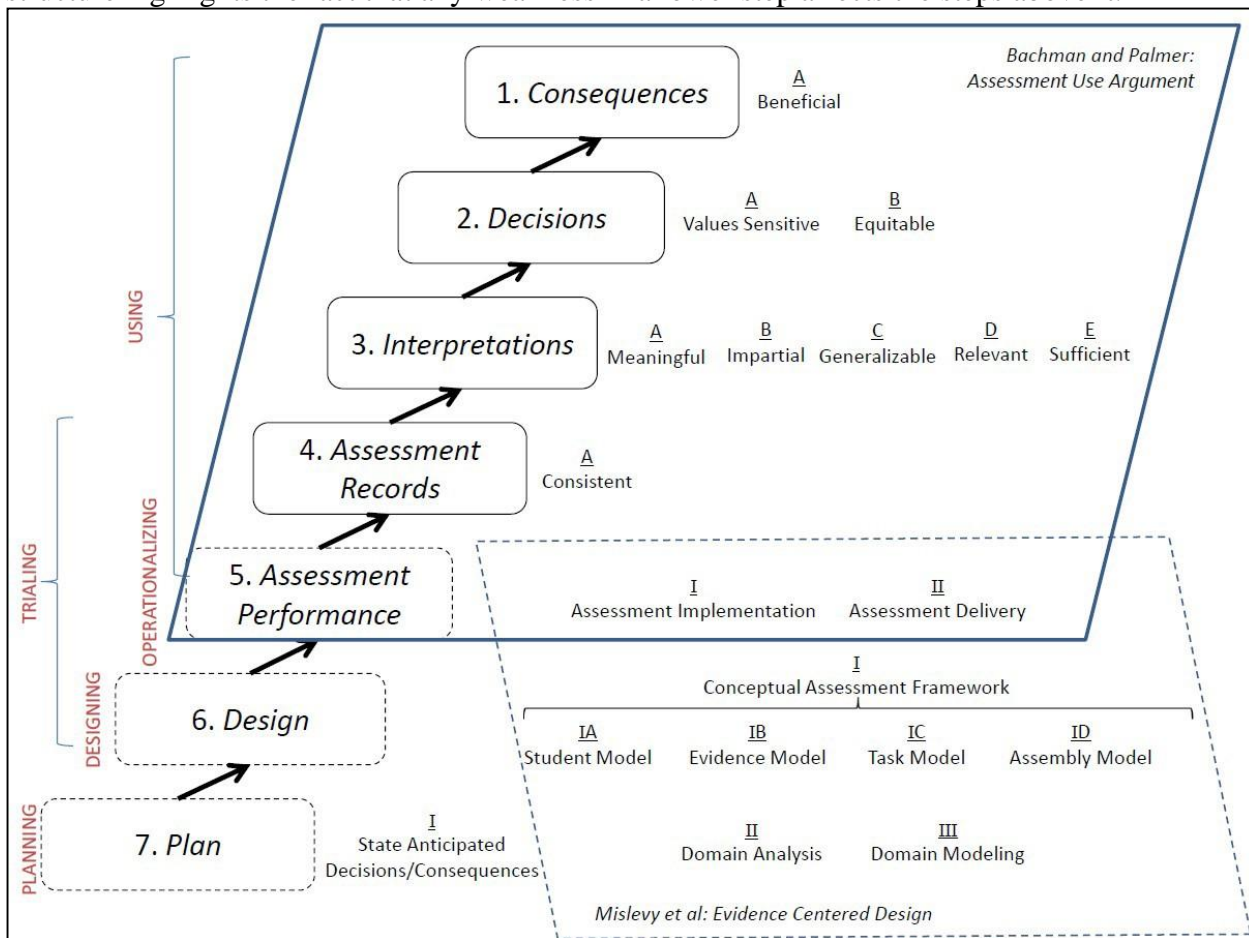 Bachman and Palmer:
Assessment Use Argument
1. Consequences
A
Beneficial
2. Decisions
A
Values Sensitive
B
Equitable
USING
3. Interpretations
A
Meaningful
B
Impartial
C
Generalizable
D
Relevant
E
Sufficient
4. Assessment
Records
A
Consistent
TRIALING
OPERATIONALIZING
5. Assessment
Performance
I
Assessment Implementation
II
Assessment Delivery
DESIGNING
6. Design
I
Conceptual Assessment Framework
IA
Student Model
IB
Evidence Model
IC
Task Model
ID
Assembly Model
PLANNING
7. Plan
I
State Anticipated
Decisions/Consequences
II
Domain Analysis
III
Domain Modeling
Mislevy et al: Evidence Centered Design